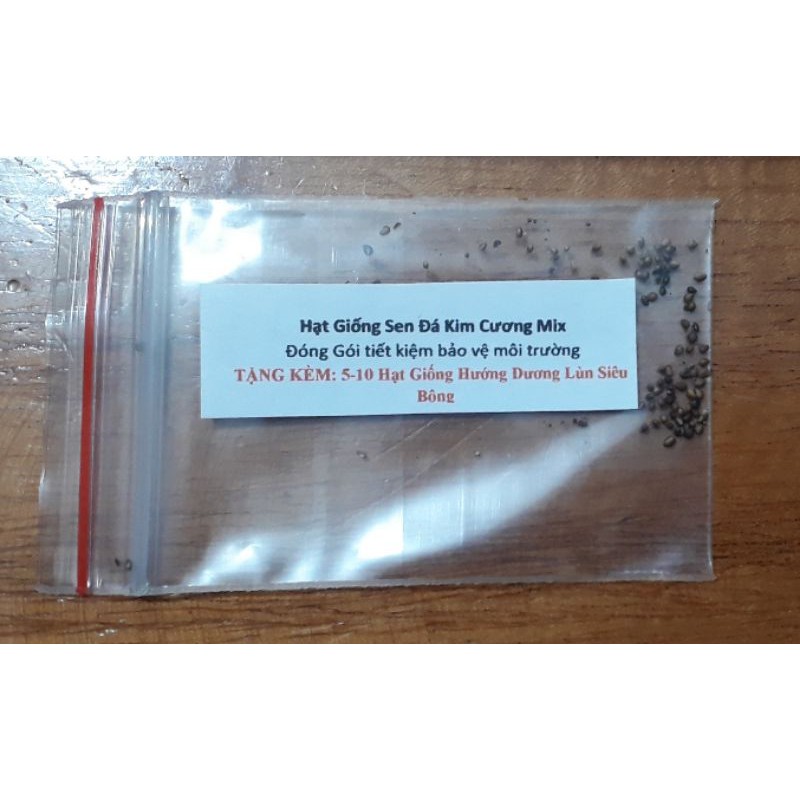 Hạt Giống Sen Đá Kim Cương Mix
Đóng Gói tiết kiệm bảo vệ môi trường
TẶNG KÈM: 5-10 Hạt Giống Hướng Dương Lùn Siêu
Bông